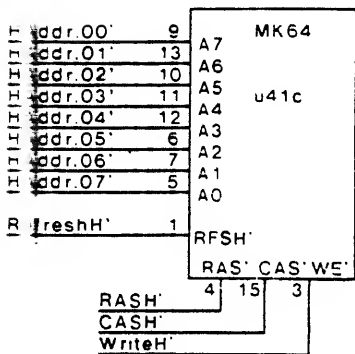 H ddr.00' 9 A7 MK64
H ddr.01' 13 A6
H ddr.02' 10 A5
H ddr.03' 11 A4 u41c
H ddr.04' 12 A3
H ddr.05' 6 A2
H ddr.06' 7 A1
H ddr.07' 5 A0
R freshH' 1 RFSH'
RAS' CAS' WE'
4 15 3
RASH'
CASH'
WriteH'